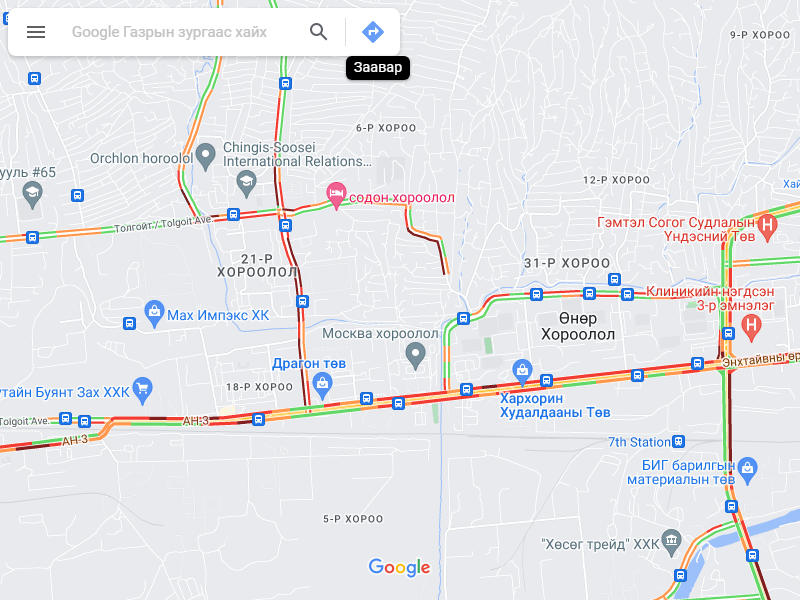 Google Газрын зургаас хайх
Заавар
9-Р ХОРОО
6-Р ХОРОО
Orchlon horoolol
Chingis-Soosei
International Relations...
ууль #65
содон хороолол
12-Р ХОРОО
Хай
Толгойт / Tolgoit Ave.
Гэмтэл Согог Судлалын
Үндэсний Төв
21-Р
ХОРООЛОЛ
31-Р ХОРОО
Клиникийн нэгдсэн
3-р эмнэлэг
Мах Импэкс ХК
Москва хороолол
Өнөр
Хороолол
Драгон төв
Энхтайвны өр
утайн Буянт Зах ХХК
18-Р ХОРОО
Хархорин
Худалдааны Төв
Tolgoit Ave.
АН-3
АН-3
7th Station
БИГ барилгын
материалын төв
5-Р ХОРОО
"Хөсөг трейд" ХХК
Google